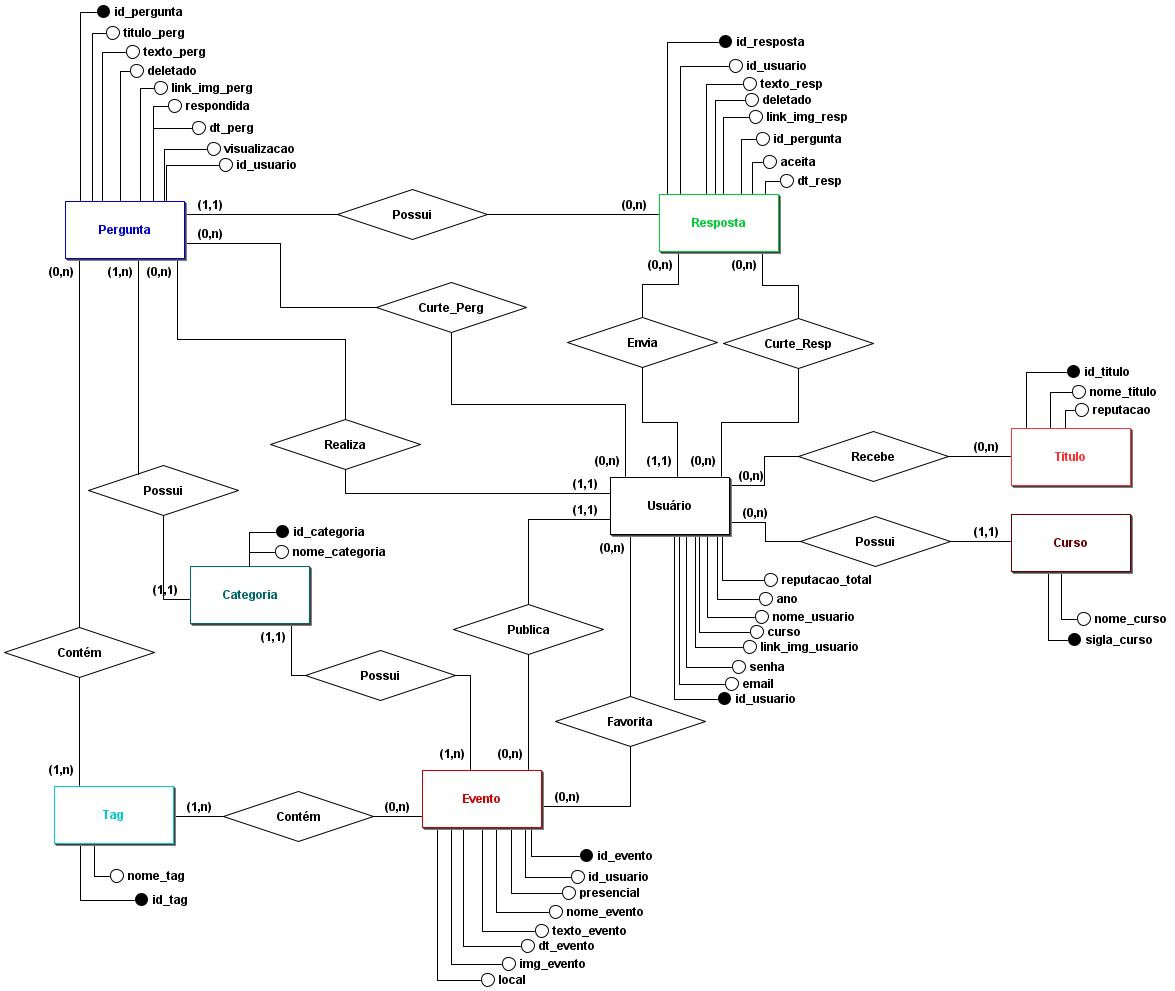 id_pergunta
titulo_perg
texto_perg
deletado
link_img_perg
respondida
dt_perg
visualizacao
id_usuario
id_resposta
id_usuario
texto_resp
deletado
link_img_resp
id_pergunta
aceita
dt_resp
Pergunta
(1,1)
Possui
(0,n)
Resposta
(0,n)
(0,n)
(1,n)
(0,n)
(0,n)
(0,n)
Curte_Perg
Envia
Curte_Resp
id_titulo
nome_titulo
reputacao
Realiza
(0,n)
(1,1)
(0,n)
(0,n)
Recebe
(0,n)
Titulo
Possui
(1,1)
Usuário
(1,1)
(0,n)
(0,n)
Possui
(1,1)
Curso
id_categoria
nome_categoria
(1,1)
Categoria
(1,1)
reputacao_total
ano
nome_usuario
curso
link_img_usuario
senha
email
id_usuario
nome_curso
sigla_curso
Publica
Contém
Possui
Favorita
(1,n)
(1,n)
(0,n)
Tag
(1,n)
Contém
(0,n)
Evento
(0,n)
nome_tag
id_tag
id_evento
id_usuario
presencial
nome_evento
texto_evento
dt_evento
img_evento
local